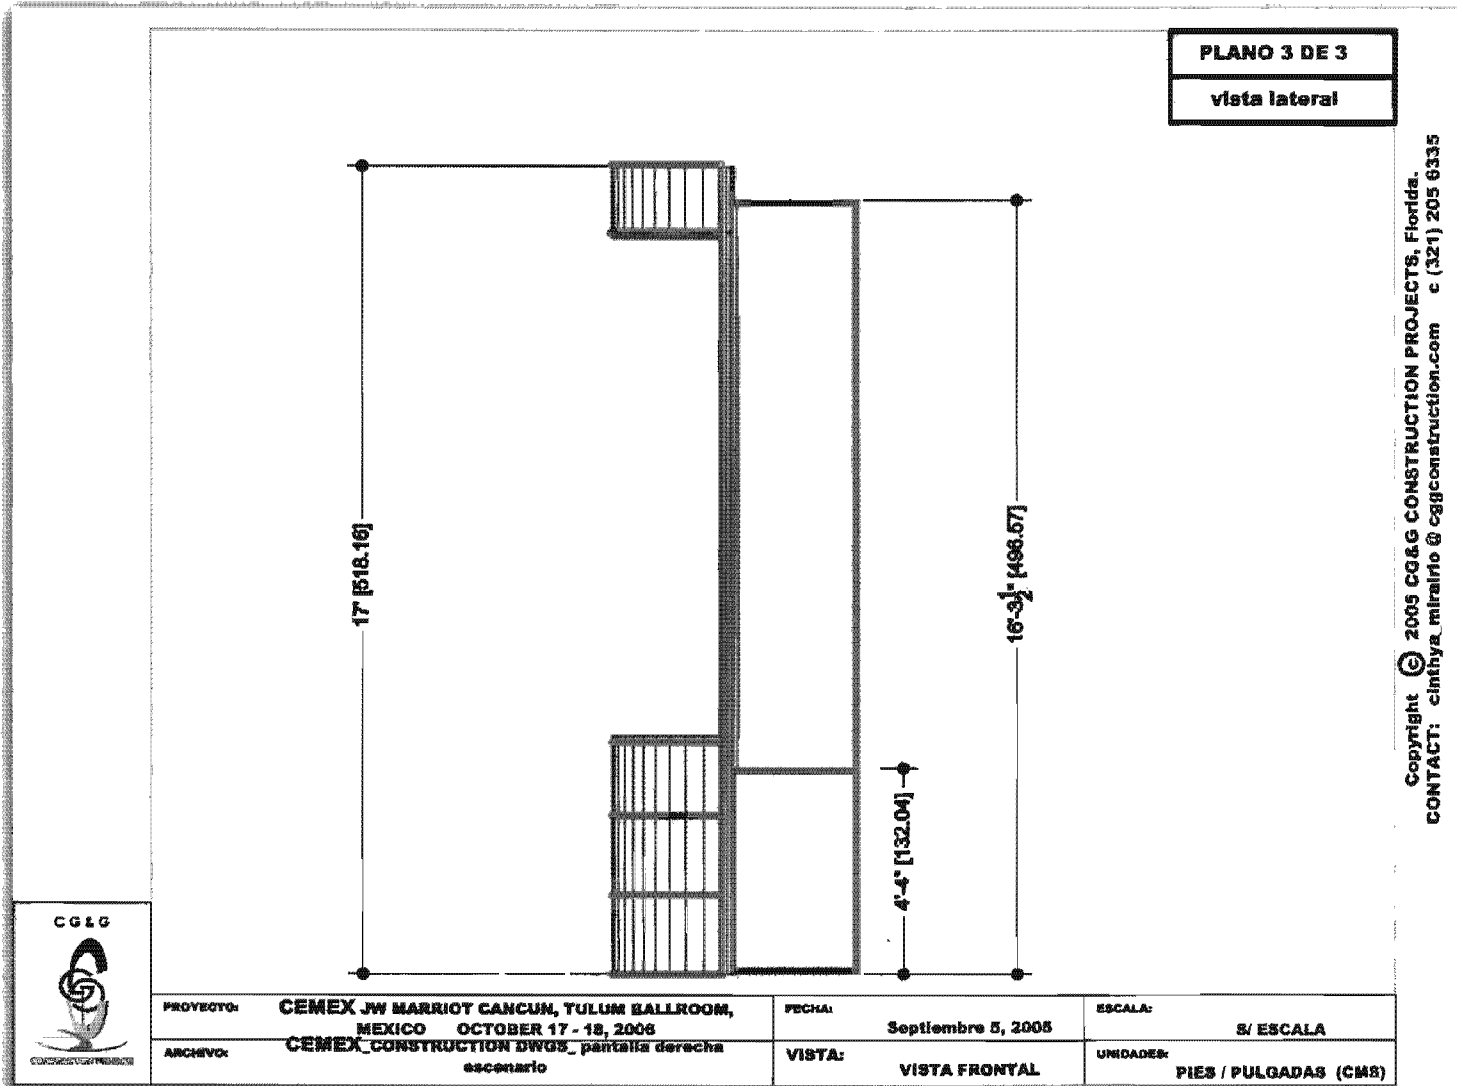 PLANO 3 DE 3
vista lateral
17' [518.16]
16'-3½" [496.57]
4'-4" [132.04]
Copyright © 2005 CG&G CONSTRUCTION PROJECTS, Florida.
CONTACT: cinthya_mirairio @ cggconstruction.com c (321) 205 6335
CG&G
PROYECTO:
CEMEX JW MARRIOT CANCUN, TULUM BALLROOM,
MEXICO OCTOBER 17 - 18, 2006
ARCHIVO:
CEMEX_CONSTRUCTION DWGS_ pantalla derecha
escenario
FECHA:
Septiembre 5, 2005
VISTA:
VISTA FRONTAL
ESCALA:
S/ ESCALA
UNIDADES:
PIES / PULGADAS (CMS)